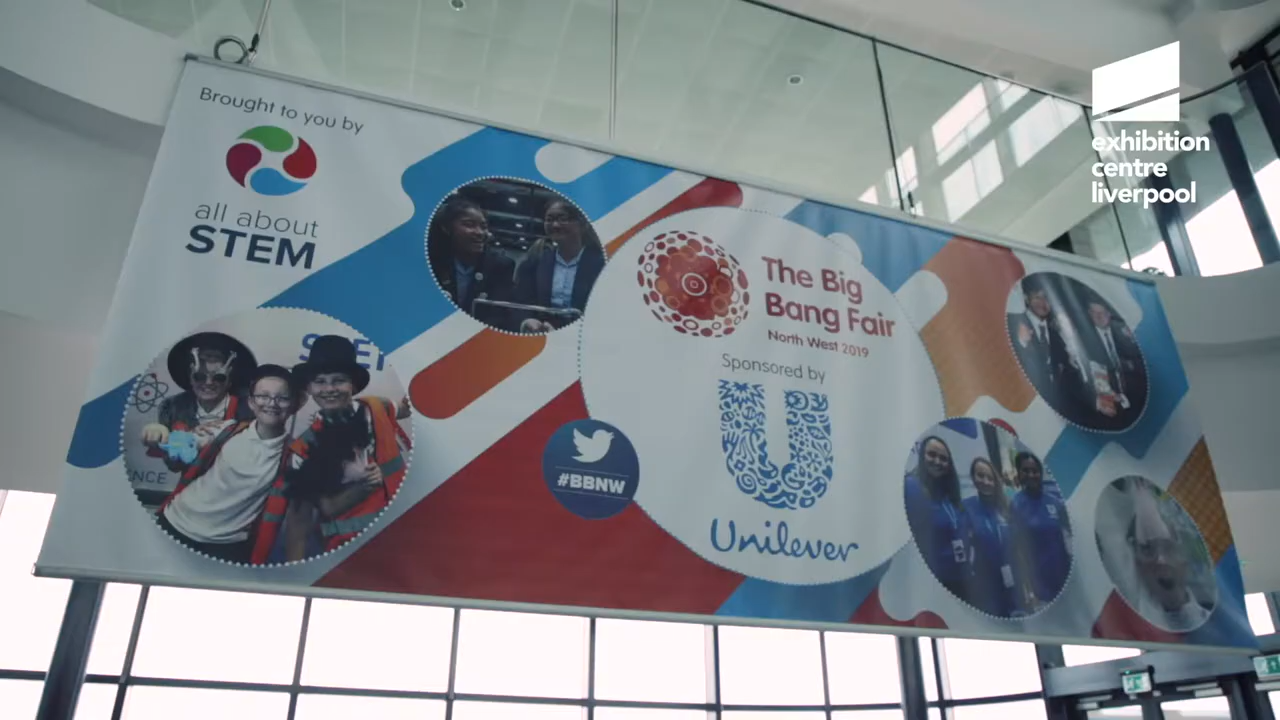 Brought to you by
all about
STEM
The Big
Bang Fair
North West 2019
Sponsored by
Unilever
#BBNW
NCE
exhibition
centre
liverpool